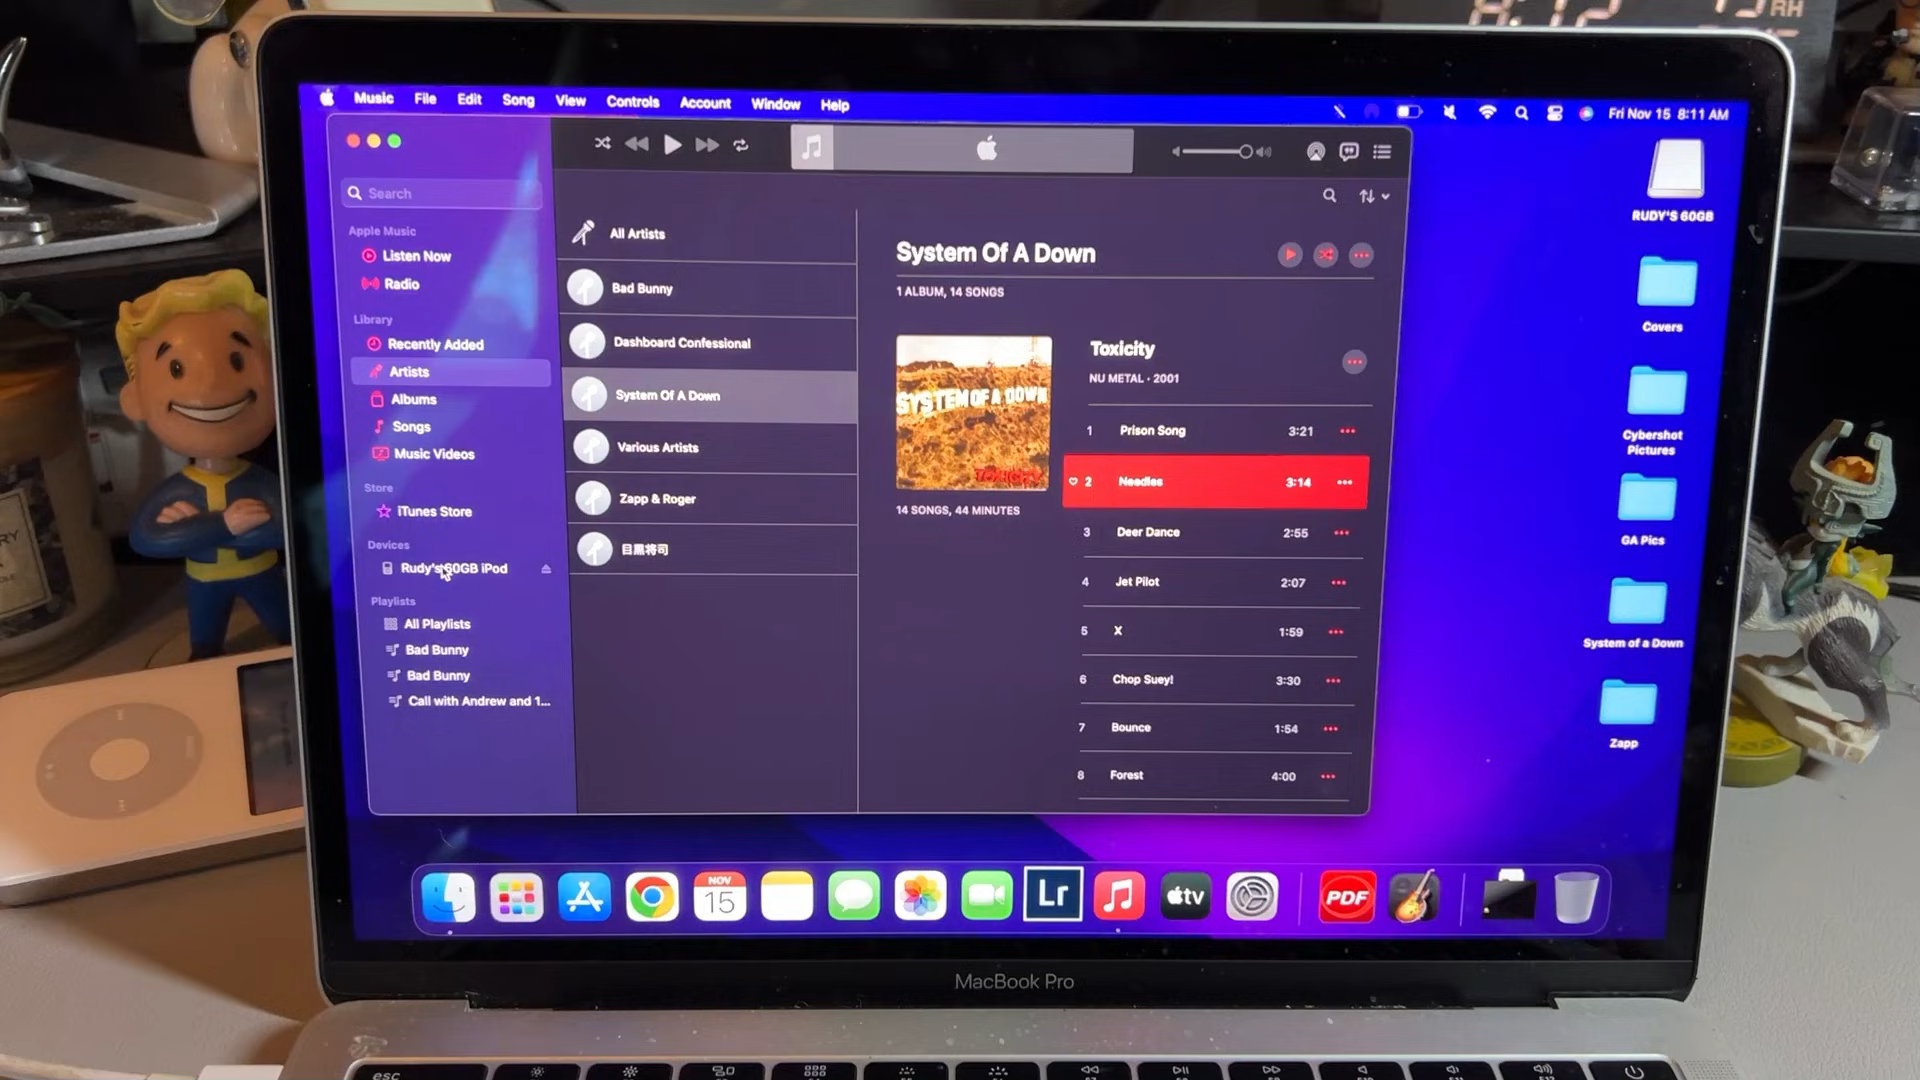 RH
Music File Edit Song View Controls Account Window Help
Fri Nov 15 8:11 AM
Search
Apple Music
Listen Now
Radio
Library
Recently Added
Artists
Albums
Songs
Music Videos
Store
iTunes Store
Devices
Rudy's 60GB iPod
Playlists
All Playlists
Bad Bunny
Bad Bunny
Call with Andrew and 1...
All Artists
Bad Bunny
Dashboard Confessional
System Of A Down
Various Artists
Zapp & Roger
目黒将司
System Of A Down
1 ALBUM, 14 SONGS
SYSTEM OF A DOWN
TOXICITY
14 SONGS, 44 MINUTES
Toxicity
NU METAL · 2001
1 Prison Song 3:21
2 Needles 3:14
3 Deer Dance 2:55
4 Jet Pilot 2:07
5 X 1:59
6 Chop Suey! 3:30
7 Bounce 1:54
8 Forest 4:00
RUDY'S 60GB
Covers
Cybershot
Pictures
GA Pics
System of a Down
Zapp
NOV
15
Lr
tv
PDF
MacBook Pro
esc